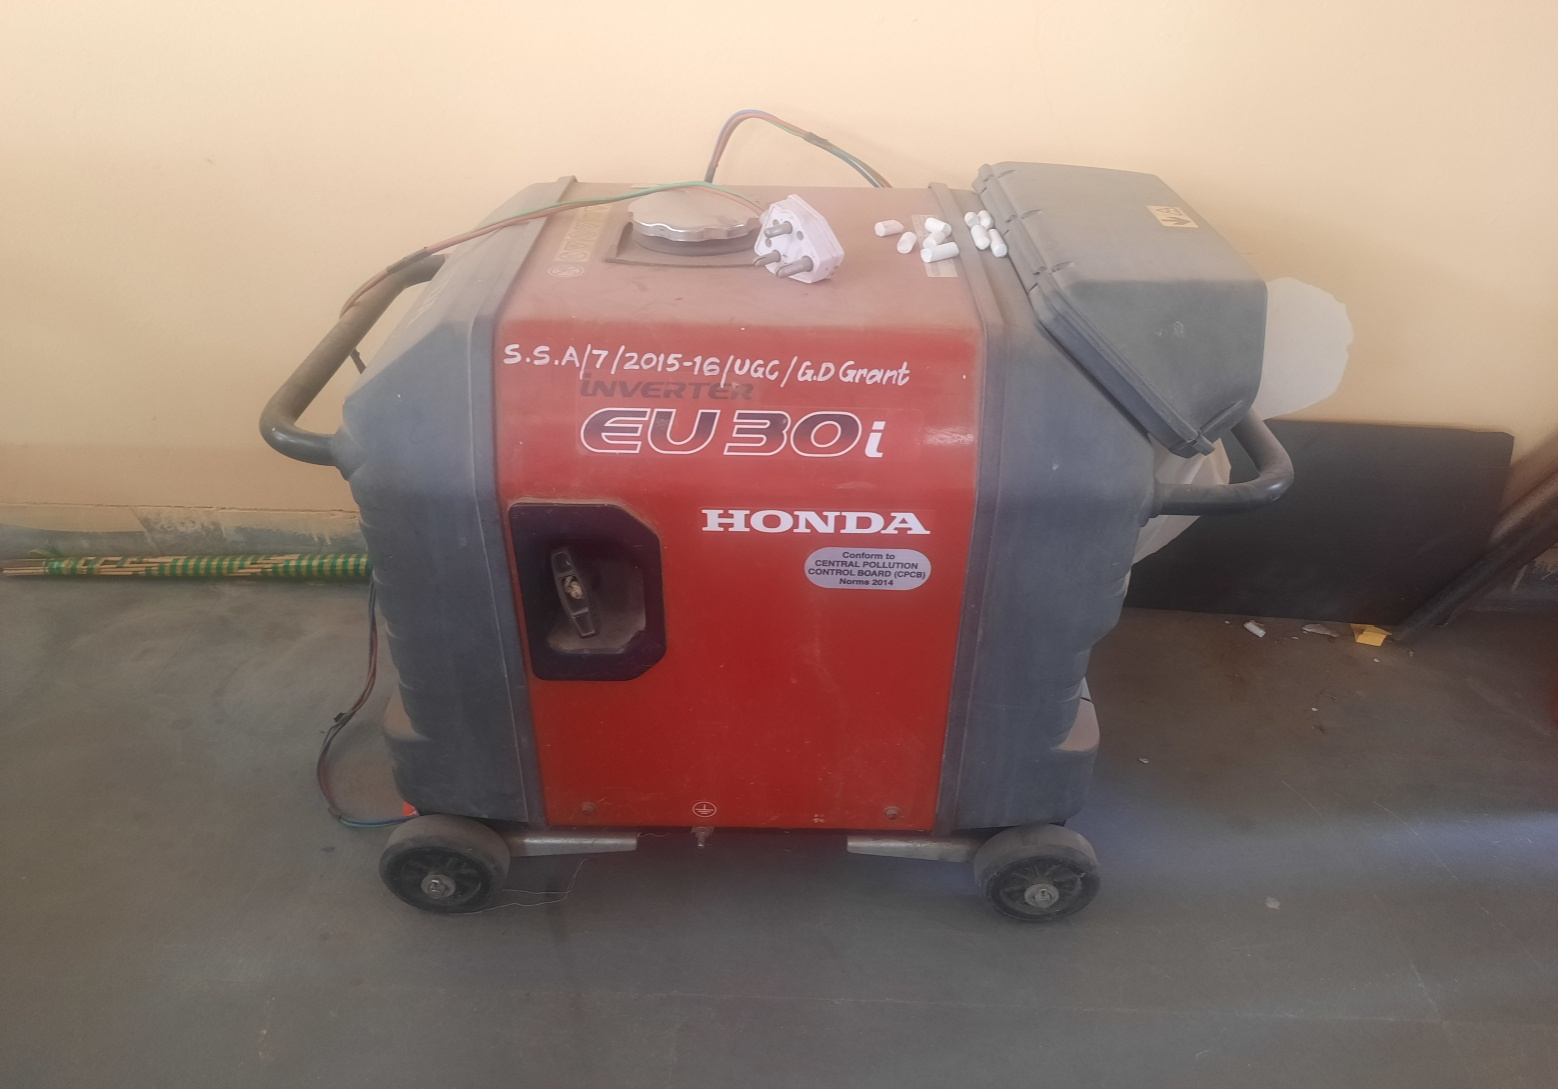 S.S.A/7/2015-16/UGC/G.D Grant
INVERTER
EU30i
HONDA
Conform to
CENTRAL POLLUTION
CONTROL BOARD (CPCB)
Norms 2014